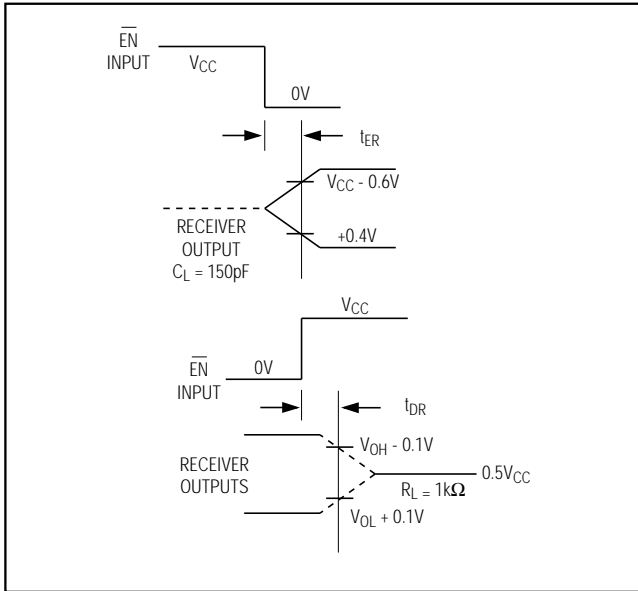 EN
INPUT
VCC
0V
tER
VCC - 0.6V
RECEIVER
OUTPUT
CL = 150pF
+0.4V
VCC
EN
INPUT
0V
tDR
VOH - 0.1V
RECEIVER
OUTPUTS
0.5VCC
RL = 1kΩ
VOL + 0.1V